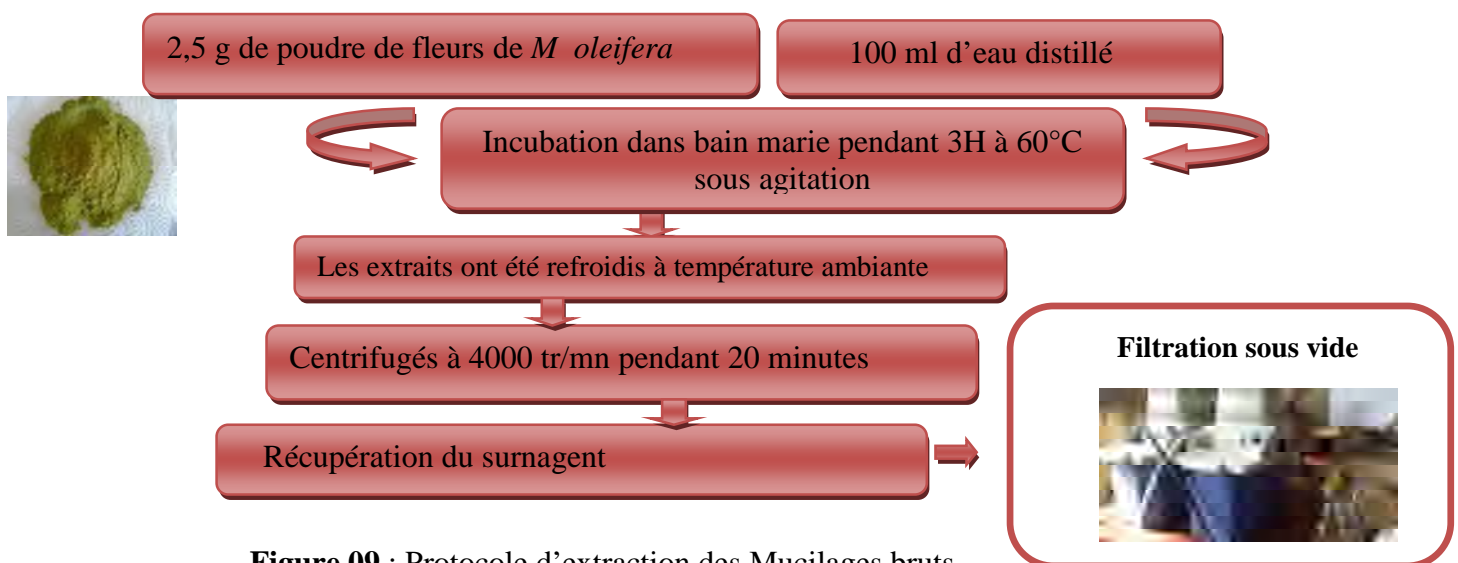 2,5 g de poudre de fleurs de M oleifera
100 ml d’eau distillé
Incubation dans bain marie pendant 3H à 60°C
sous agitation
Les extraits ont été refroidis à température ambiante
Centrifugés à 4000 tr/mn pendant 20 minutes
Récupération du surnagent
Filtration sous vide
Figure 09 : Protocole d’extraction des Mucilages bruts